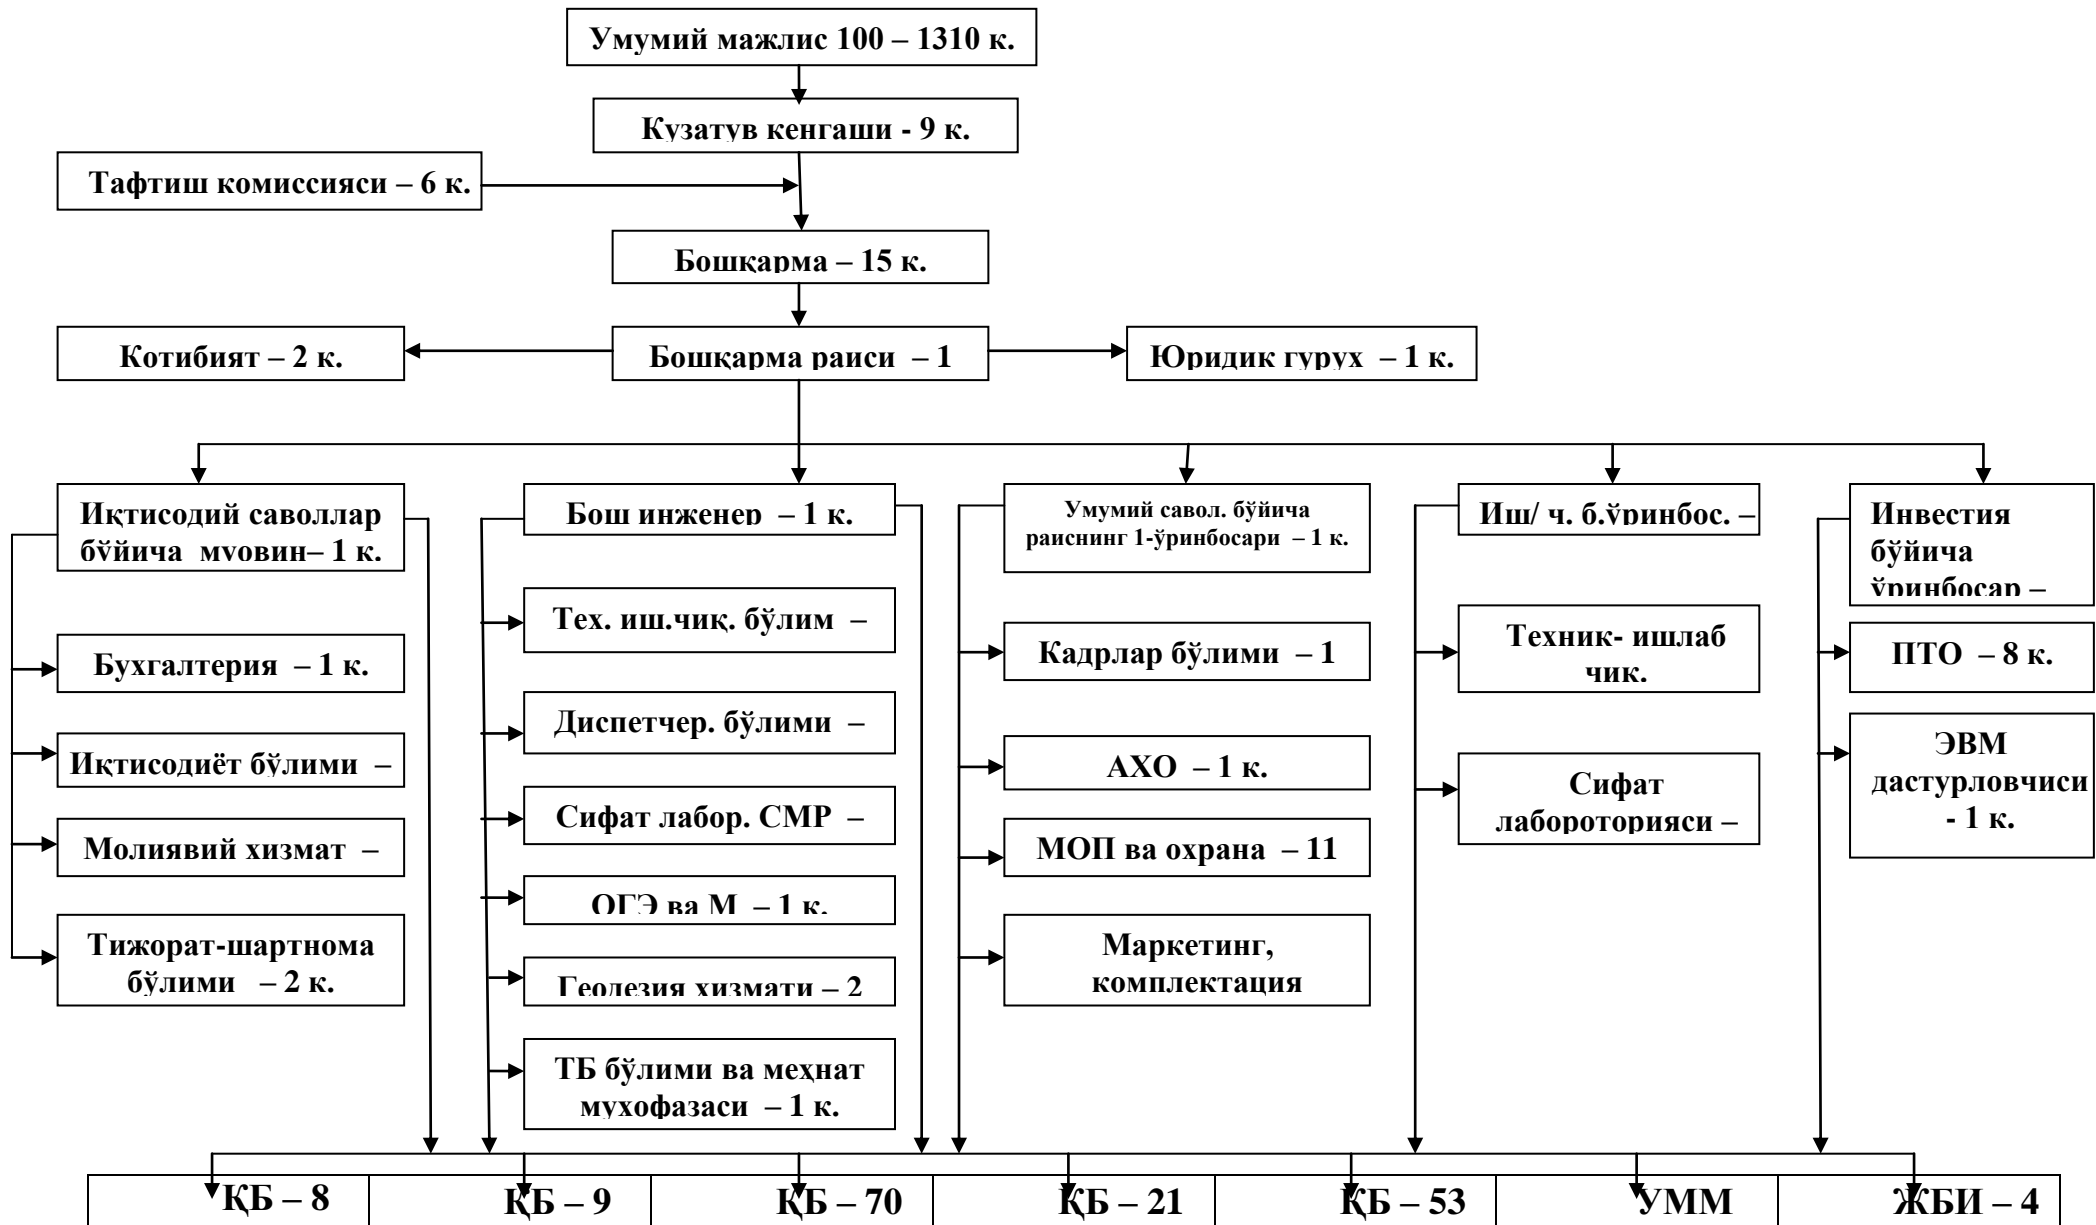 Умумий мажлис 100 – 1310 к.
Кузатув кенгаши - 9 к.
Тафтиш комиссияси – 6 к.
Бошқарма – 15 к.
Котибият – 2 к.
Бошқарма раиси – 1
Юридик гурух – 1 к.
Иқтисодий саволлар
бўйича муовин– 1 к.
Бош инженер – 1 к.
Умумий савол. бўйича
раиснинг 1-ўринбосари – 1 к.
Иш/ ч. б.ўринбос. –
Инвестия
бўйича
ўринбосар –
Бухгалтерия – 1 к.
Иқтисодиёт бўлими –
Молиявий хизмат –
Тижорат-шартнома
бўлими – 2 к.
Тех. иш.чиқ. бўлим –
Диспетчер. бўлими –
Сифат лабор. СМР –
ОГЭ ва М – 1 к.
Геодезия хизмати – 2
ТБ бўлими ва меҳнат
мухофазаси – 1 к.
Кадрлар бўлими – 1
АХО – 1 к.
МОП ва охрана – 11
Маркетинг,
комплектация
Техник- ишлаб
чик.
Сифат
лабороторияси –
ПТО – 8 к.
ЭВМ
дастурловчиси
- 1 к.
ҚБ – 8
ҚБ – 9
ҚБ – 70
ҚБ – 21
ҚБ – 53
УММ
ЖБИ – 4